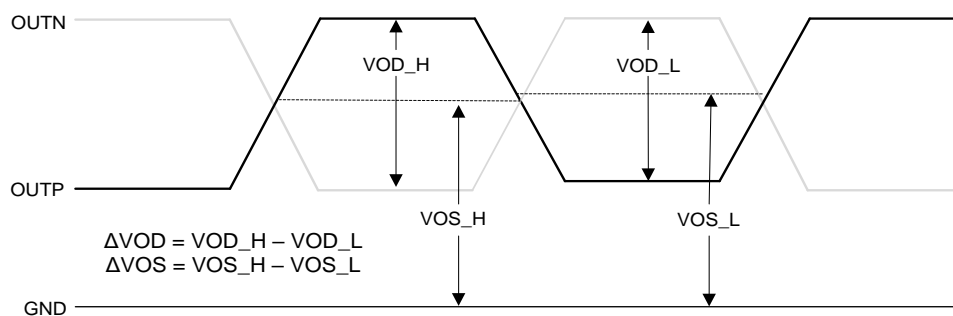 OUTN
VOD_H
VOD_L
OUTP
VOS_H
VOS_L
ΔVOD = VOD_H – VOD_L
ΔVOS = VOS_H – VOS_L
GND